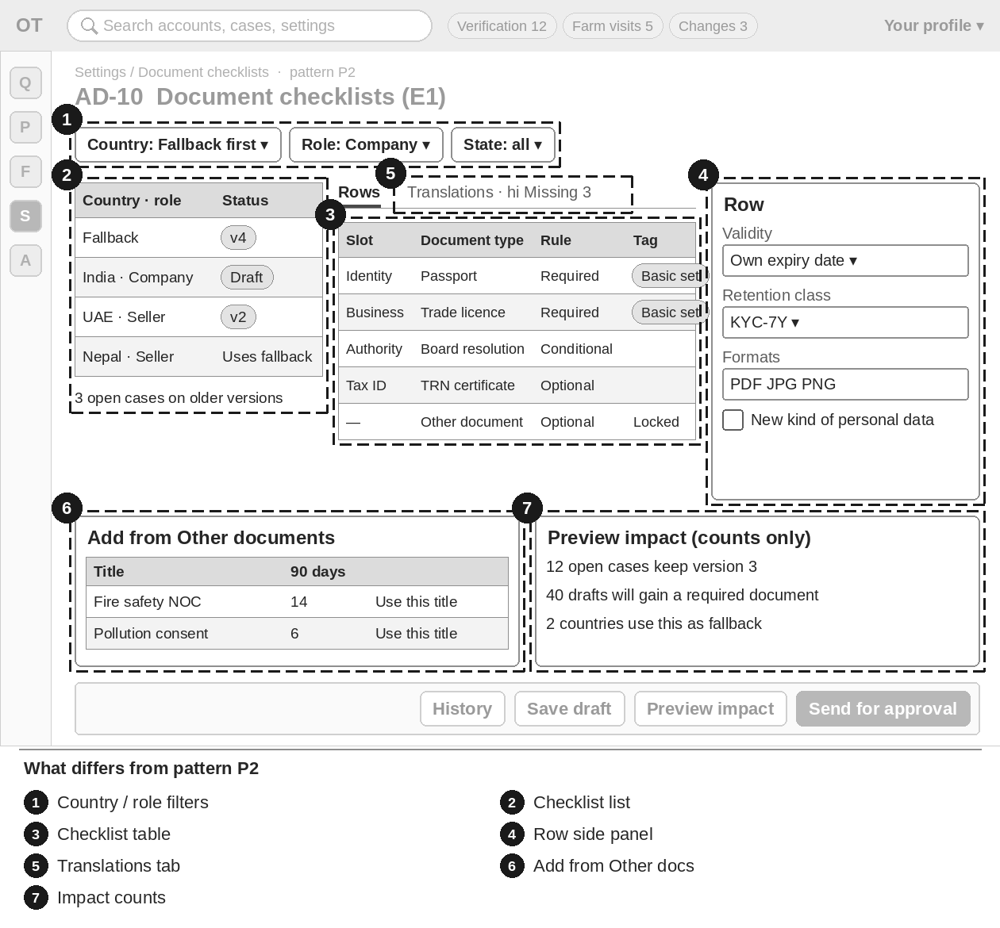 OT
Search accounts, cases, settings
Verification 12
Farm visits 5
Changes 3
Your profile ▾
Q
P
F
S
A
Settings / Document checklists · pattern P2
AD-10 Document checklists (E1)
1
Country: Fallback first ▾
Role: Company ▾
State: all ▾
2
Country · role Status
Fallback v4
India · Company Draft
UAE · Seller v2
Nepal · Seller Uses fallback
3 open cases on older versions
5
Rows
Translations · hi Missing 3
3
Slot Document type Rule Tag
Identity Passport Required Basic set
Business Trade licence Required Basic set
Authority Board resolution Conditional
Tax ID TRN certificate Optional
— Other document Optional Locked
4
Row
Validity
Own expiry date ▾
Retention class
KYC-7Y ▾
Formats
PDF JPG PNG
New kind of personal data
6
Add from Other documents
Title 90 days
Fire safety NOC 14 Use this title
Pollution consent 6 Use this title
7
Preview impact (counts only)
12 open cases keep version 3
40 drafts will gain a required document
2 countries use this as fallback
History
Save draft
Preview impact
Send for approval
What differs from pattern P2
1 Country / role filters
2 Checklist list
3 Checklist table
4 Row side panel
5 Translations tab
6 Add from Other docs
7 Impact counts